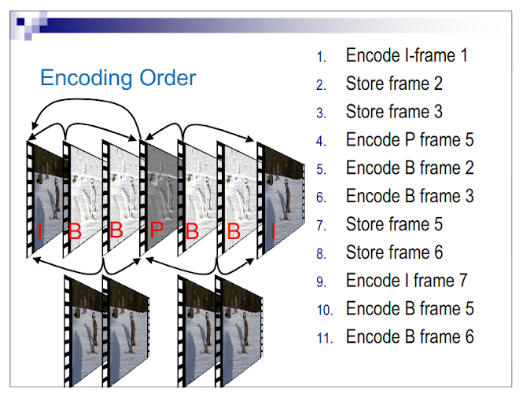 Encoding Order
I B B P B B I
1. Encode I-frame 1
2. Store frame 2
3. Store frame 3
4. Encode P frame 5
5. Encode B frame 2
6. Encode B frame 3
7. Store frame 5
8. Store frame 6
9. Encode I frame 7
10. Encode B frame 5
11. Encode B frame 6